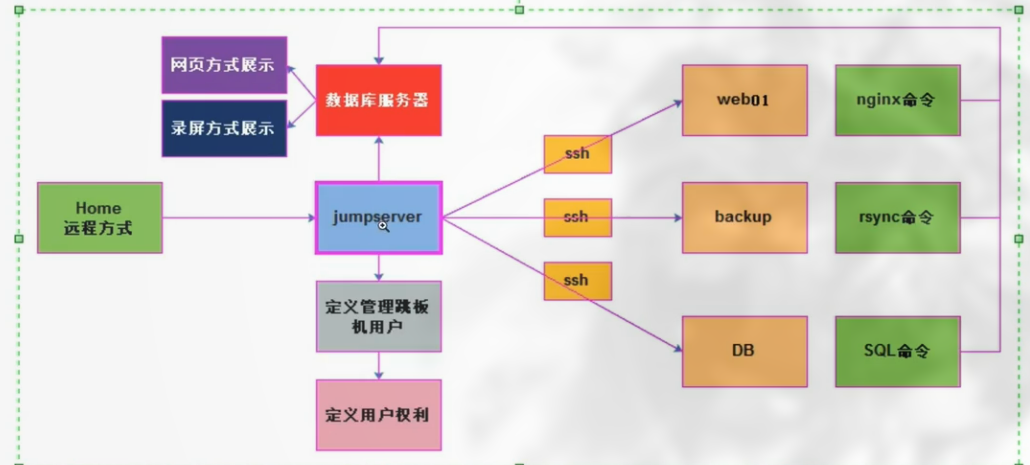 网页方式展示
录屏方式展示
数据库服务器
web01
nginx命令
ssh
Home
远程方式
jumpserver
ssh
backup
rsync命令
ssh
定义管理跳板
机用户
DB
SQL命令
定义用户权利